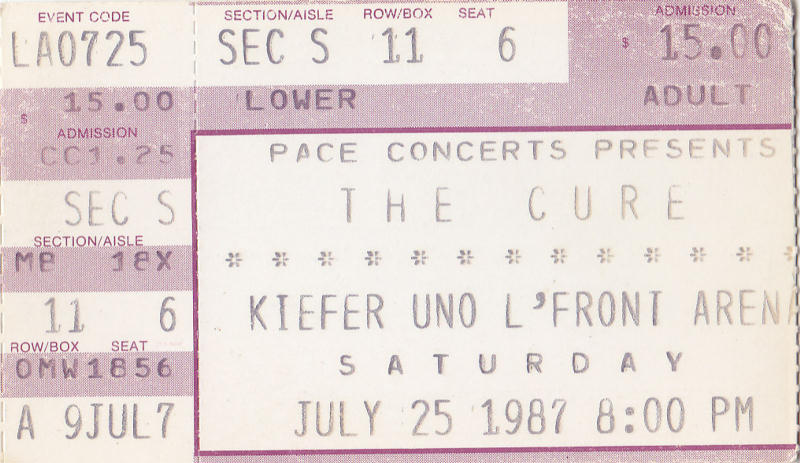 EVENT CODE
LA0725
$ 15.00
ADMISSION
CC1.25
SEC S
SECTION/AISLE
MB 18X
11 6
ROW/BOX SEAT
OMW1856
A 9JUL7
SECTION/AISLE ROW/BOX SEAT ADMISSION
SEC S 11 6 $ 15.00
LOWER ADULT
PACE CONCERTS PRESENTS
THE CURE
* * * * * * * * * * * * *
KIEFER UNO L'FRONT ARENA
SATURDAY
JULY 25 1987 8:00 PM